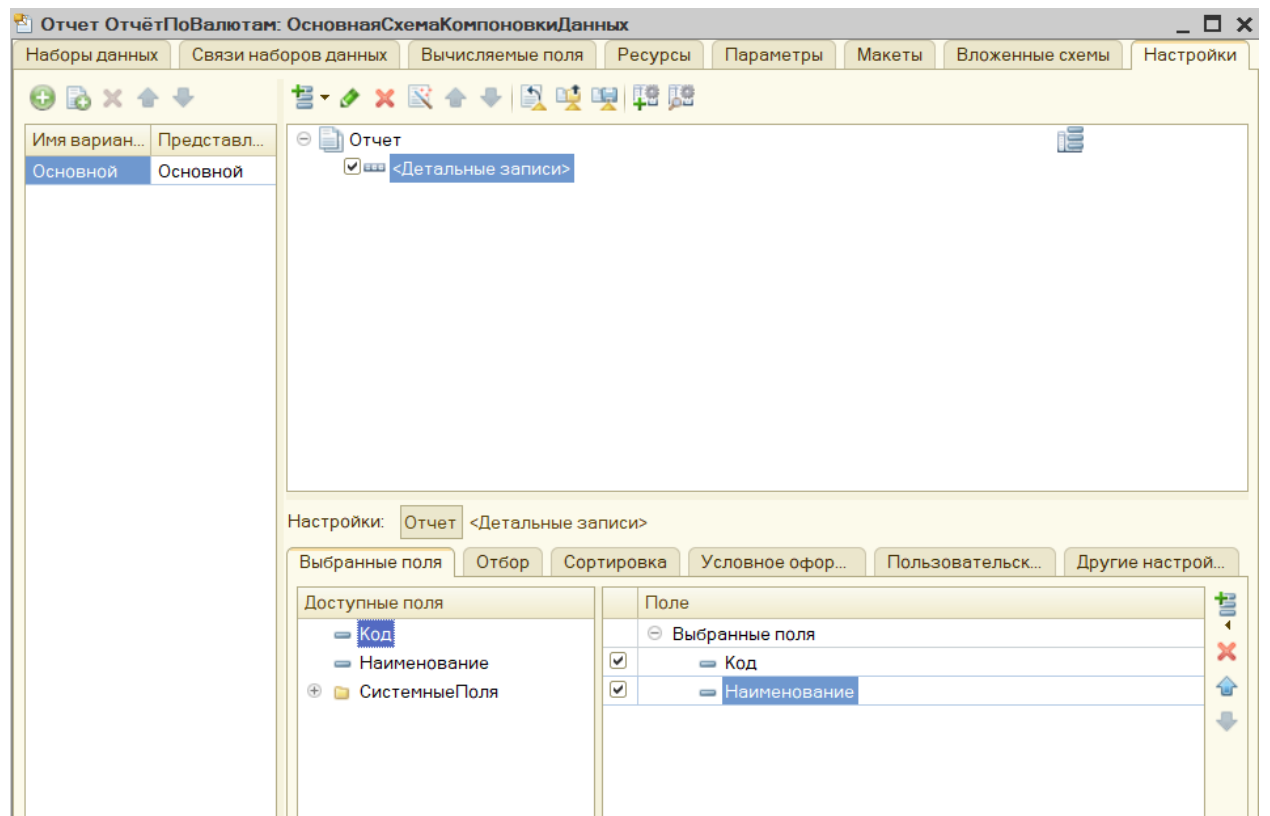 Отчет ОтчётПоВалютам: ОсновнаяСхемаКомпоновкиДанных
Наборы данных Связи наборов данных Вычисляемые поля Ресурсы Параметры Макеты Вложенные схемы Настройки
Имя вариан... Представл...
Основной Основной
Отчет
<Детальные записи>
Настройки: Отчет <Детальные записи>
Выбранные поля Отбор Сортировка Условное офор... Пользовательск... Другие настрой...
Доступные поля Поле
Код Выбранные поля
Наименование Код
СистемныеПоля Наименование